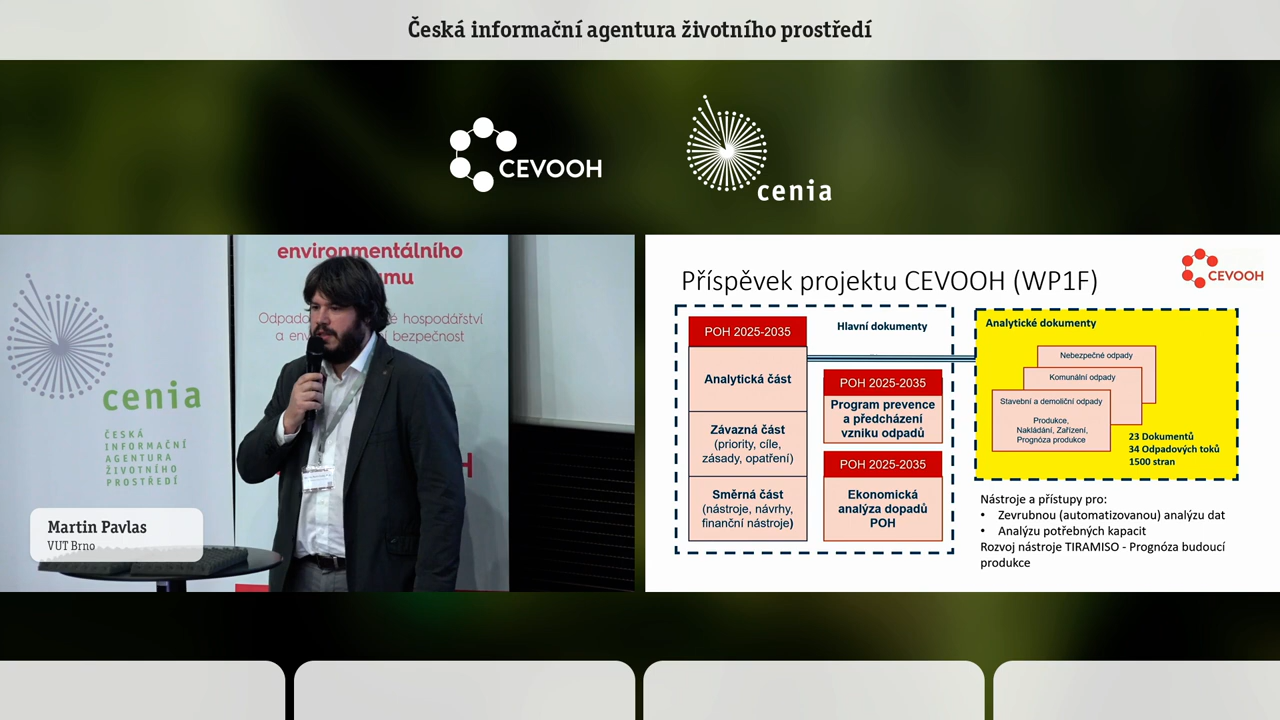 Česká informační agentura životního prostředí
CEVOOH
cenia
environmentálního
mu
Odpado
é hospodářství
a env
bezpečnost
cenia
ČESKÁ
INFORMAČNÍ
AGENTURA
ŽIVOTNÍHO
PROSTŘEDÍ
H
Martin Pavlas
VUT Brno
Příspěvek projektu CEVOOH (WP1F)
CEVOOH
POH 2025-2035
Analytická část
Závazná část
(priority, cíle,
zásady, opatření)
Směrná část
(nástroje, návrhy,
finanční nástroje)
Hlavní dokumenty
POH 2025-2035
Program prevence
a předcházení
vzniku odpadů
POH 2025-2035
Ekonomická
analýza dopadů
POH
Analytické dokumenty
Nebezpečné odpady
Komunální odpady
Stavební a demoliční odpady
Produkce,
Nakládání, Zařízení,
Prognóza produkce
23 Dokumentů
34 Odpadových toků
1500 stran
Nástroje a přístupy pro:
• Zevrubnou (automatizovanou) analýzu dat
• Analýzu potřebných kapacit
Rozvoj nástroje TIRAMISO - Prognóza budoucí
produkce